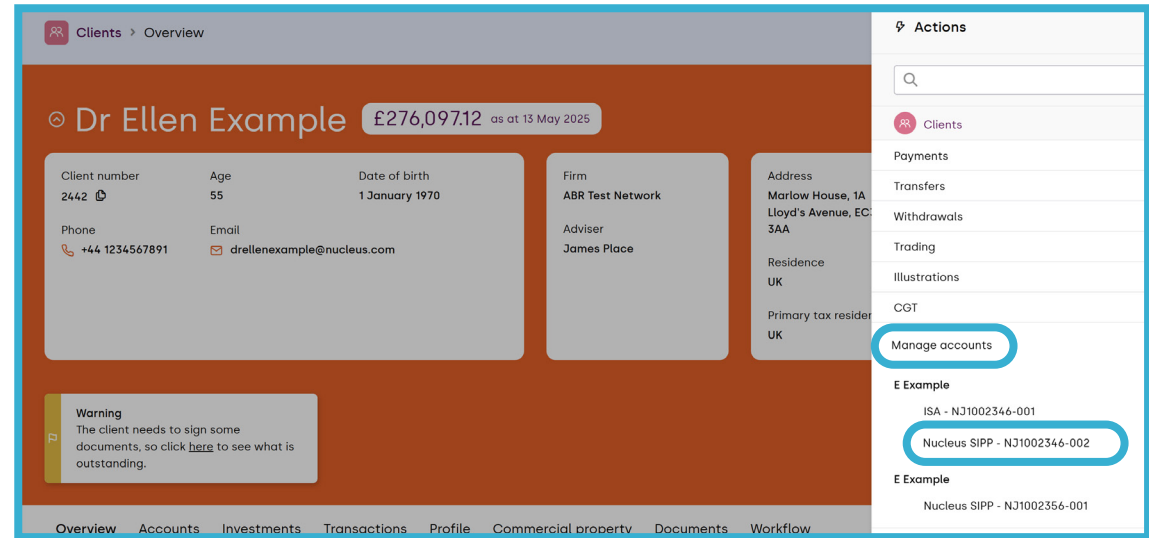 Clients > Overview
Dr Ellen Example £276,097.12 as at 13 May 2025
Client number Age Date of birth
2442 55 1 January 1970
Phone Email
+44 1234567891 drellenexample@nucleus.com
Firm
ABR Test Network
Adviser
James Place
Address
Marlow House, 1A
Lloyd's Avenue, EC
3AA
Residence
UK
Primary tax
UK
Warning
The client needs to sign some
documents, so click here to see what is
outstanding.
Overview Accounts Investments Transactions Profile Commercial property Documents Workflow
Actions
Clients
Payments
Transfers
Withdrawals
Trading
Illustrations
CGT
Manage accounts
E Example
ISA - NJ1002346-001
Nucleus SIPP - NJ1002346-002
E Example
Nucleus SIPP - NJ1002356-001